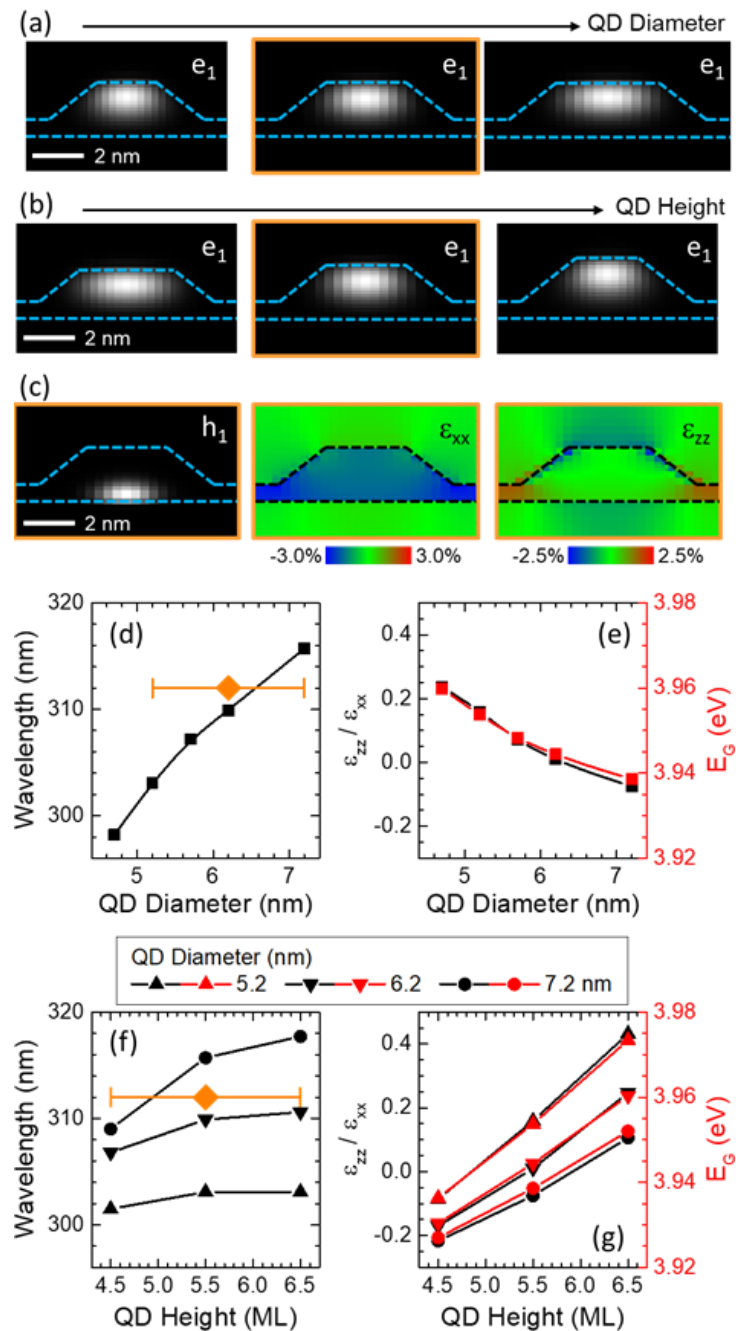 (a) QD Diameter
e₁ e₁ e₁
2 nm
(b) QD Height
e₁ e₁ e₁
2 nm
(c)
h₁ εxx εzz
2 nm
-3.0% 3.0% -2.5% 2.5%
(d)
Wavelength (nm)
320
310
300
5 6 7
QD Diameter (nm)
(e)
εzz / εxx
0.4
0.2
0.0
-0.2
5 6 7
QD Diameter (nm)
EG (eV)
3.98
3.96
3.94
3.92
QD Diameter (nm)
5.2 6.2 7.2 nm
(f)
Wavelength (nm)
320
310
300
4.5 5.0 5.5 6.0 6.5
QD Height (ML)
(g)
εzz / εxx
0.4
0.2
0.0
-0.2
4.5 5.0 5.5 6.0 6.5
QD Height (ML)
EG (eV)
3.98
3.96
3.94
3.92